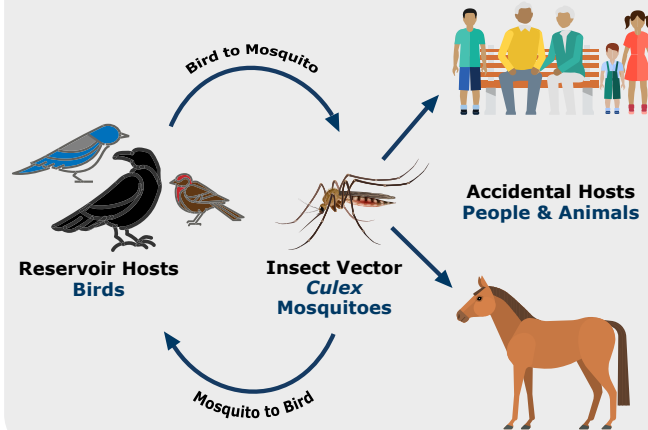 Bird to Mosquito
Reservoir Hosts
Birds
Insect Vector
Culex
Mosquitoes
Accidental Hosts
People & Animals
Mosquito to Bird